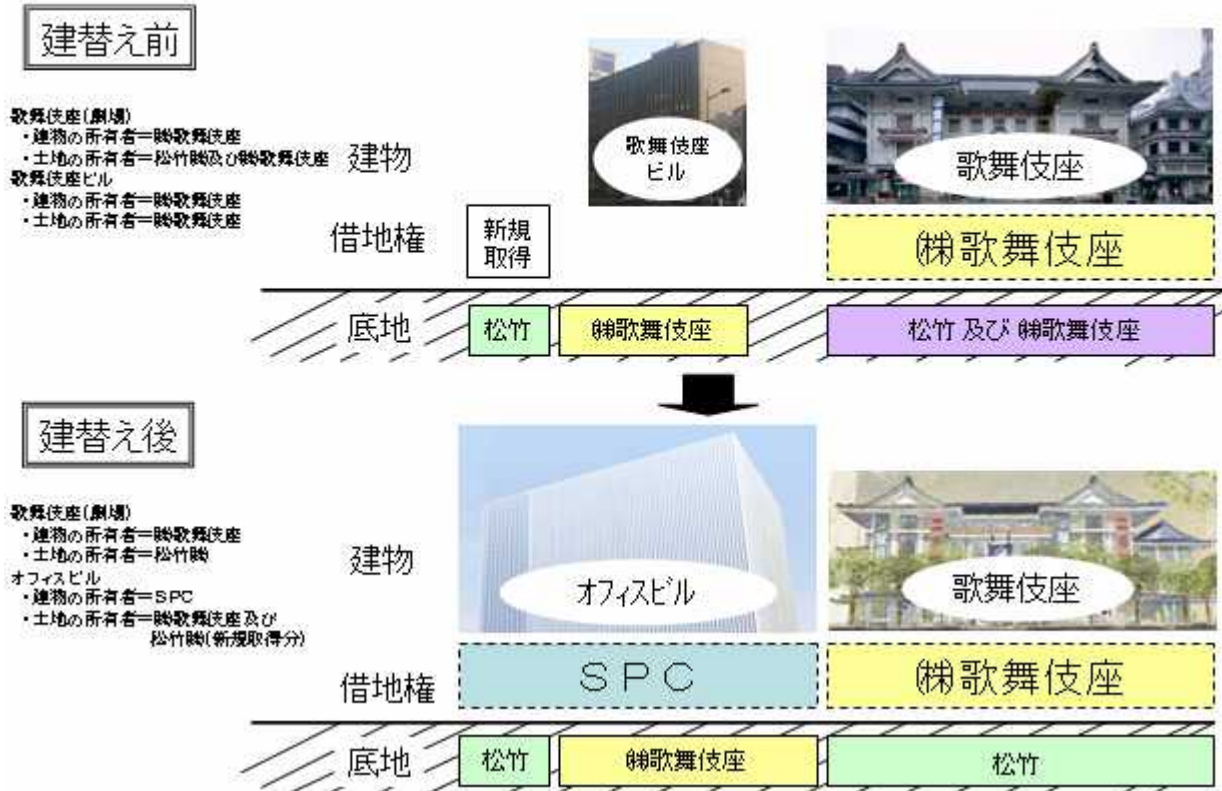 建替え前
歌舞伎座(劇場)
・建物の所有者＝㈱歌舞伎座
・土地の所有者＝松竹㈱及び㈱歌舞伎座
歌舞伎座ビル
・建物の所有者＝㈱歌舞伎座
・土地の所有者＝㈱歌舞伎座
建物
歌舞伎座
ビル
歌舞伎座
借地権
新規
取得
㈱歌舞伎座
底地
松竹
㈱歌舞伎座
松竹 及び ㈱歌舞伎座
建替え後
歌舞伎座(劇場)
・建物の所有者＝㈱歌舞伎座
・土地の所有者＝松竹㈱
オフィスビル
・建物の所有者＝ＳＰＣ
・土地の所有者＝㈱歌舞伎座及び
松竹㈱(新規取得分)
建物
オフィスビル
歌舞伎座
借地権
ＳＰＣ
㈱歌舞伎座
底地
松竹
㈱歌舞伎座
松竹